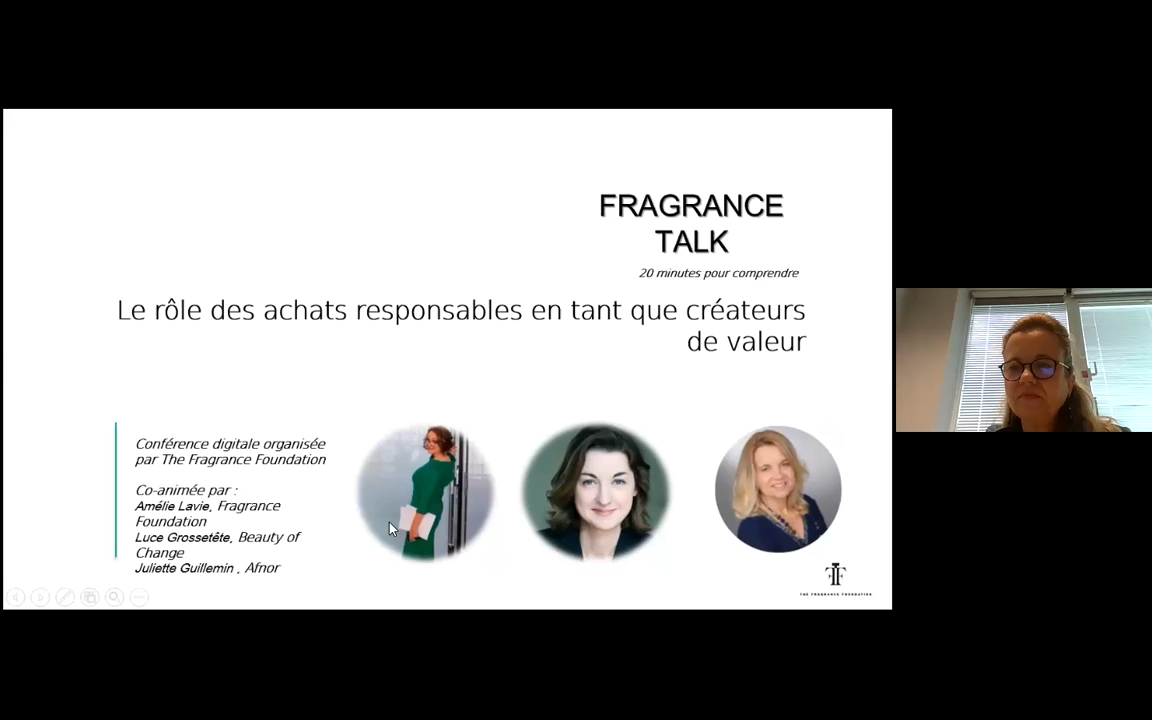 FRAGRANCE
TALK
20 minutes pour comprendre
Le rôle des achats responsables en tant que créateurs
de valeur
Conférence digitale organisée
par The Fragrance Foundation
Co-animée par :
Amélie Lavie, Fragrance
Foundation
Luce Grossetête, Beauty of
Change
Juliette Guillemin , Afnor
THE FRAGRANCE FOUNDATION